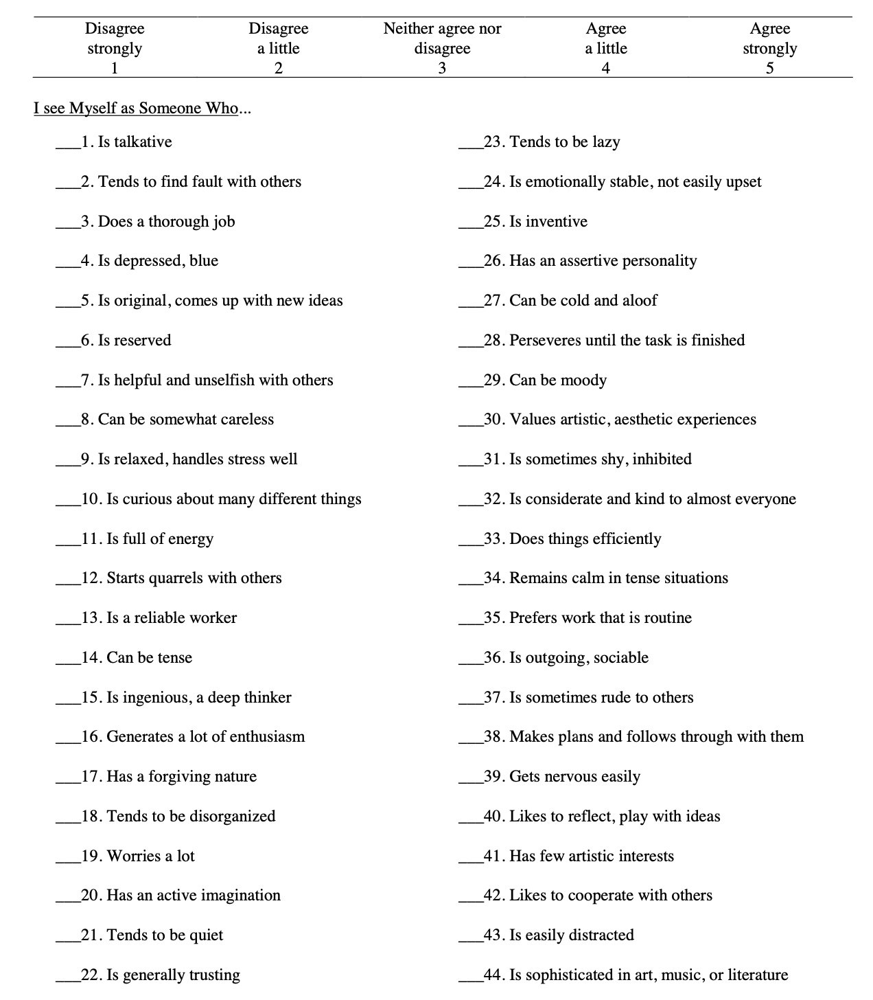 Disagree strongly 1
Disagree a little 2
Neither agree nor disagree 3
Agree a little 4
Agree strongly 5
I see Myself as Someone Who...
___1. Is talkative
___2. Tends to find fault with others
___3. Does a thorough job
___4. Is depressed, blue
___5. Is original, comes up with new ideas
___6. Is reserved
___7. Is helpful and unselfish with others
___8. Can be somewhat careless
___9. Is relaxed, handles stress well
___10. Is curious about many different things
___11. Is full of energy
___12. Starts quarrels with others
___13. Is a reliable worker
___14. Can be tense
___15. Is ingenious, a deep thinker
___16. Generates a lot of enthusiasm
___17. Has a forgiving nature
___18. Tends to be disorganized
___19. Worries a lot
___20. Has an active imagination
___21. Tends to be quiet
___22. Is generally trusting
___23. Tends to be lazy
___24. Is emotionally stable, not easily upset
___25. Is inventive
___26. Has an assertive personality
___27. Can be cold and aloof
___28. Perseveres until the task is finished
___29. Can be moody
___30. Values artistic, aesthetic experiences
___31. Is sometimes shy, inhibited
___32. Is considerate and kind to almost everyone
___33. Does things efficiently
___34. Remains calm in tense situations
___35. Prefers work that is routine
___36. Is outgoing, sociable
___37. Is sometimes rude to others
___38. Makes plans and follows through with them
___39. Gets nervous easily
___40. Likes to reflect, play with ideas
___41. Has few artistic interests
___42. Likes to cooperate with others
___43. Is easily distracted
___44. Is sophisticated in art, music, or literature